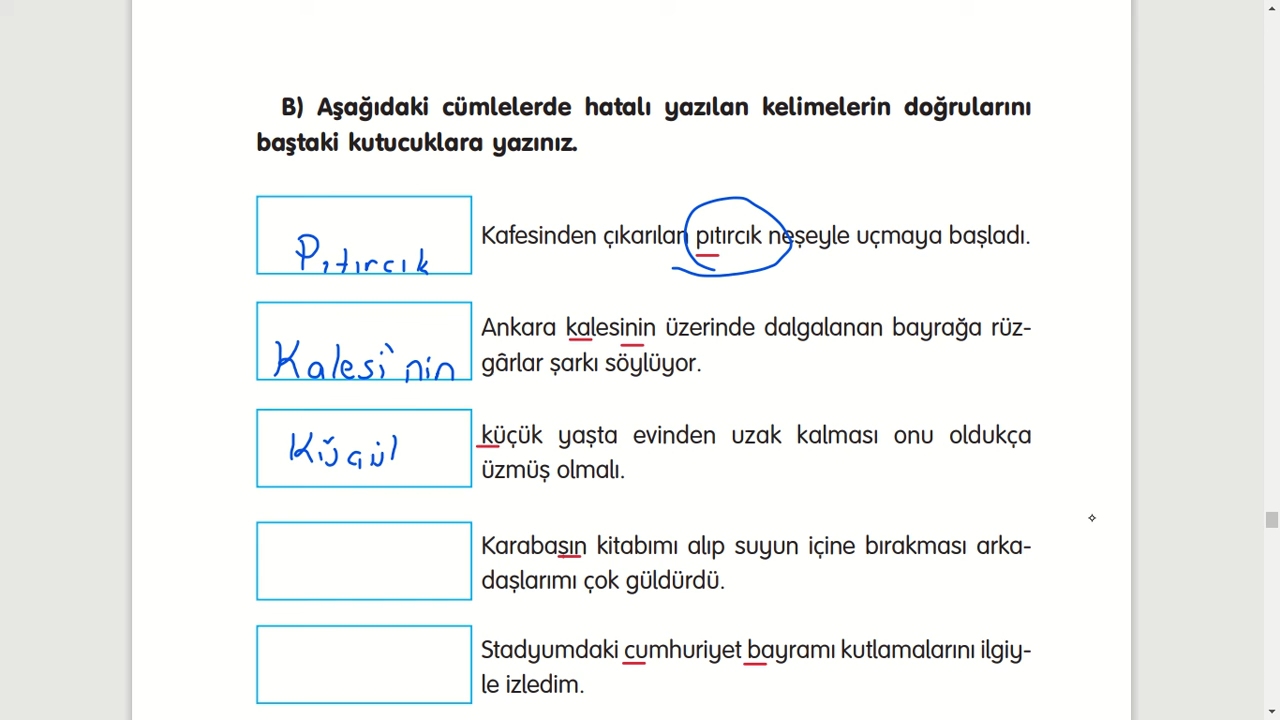 B) Aşağıdaki cümlelerde hatalı yazılan kelimelerin doğrularını
baştaki kutucuklara yazınız.
Pıtırcık
Kafesinden çıkarılan pıtırcık neşeyle uçmaya başladı.
Kalesi'nin
Ankara kalesinin üzerinde dalgalanan bayrağa rüz-
gârlar şarkı söylüyor.
küçük yaşta evinden uzak kalması onu oldukça
üzmüş olmalı.
Karabaşın kitabımı alıp suyun içine bırakması arka-
daşlarımı çok güldürdü.
Stadyumdaki cumhuriyet bayramı kutlamalarını ilgiy-
le izledim.